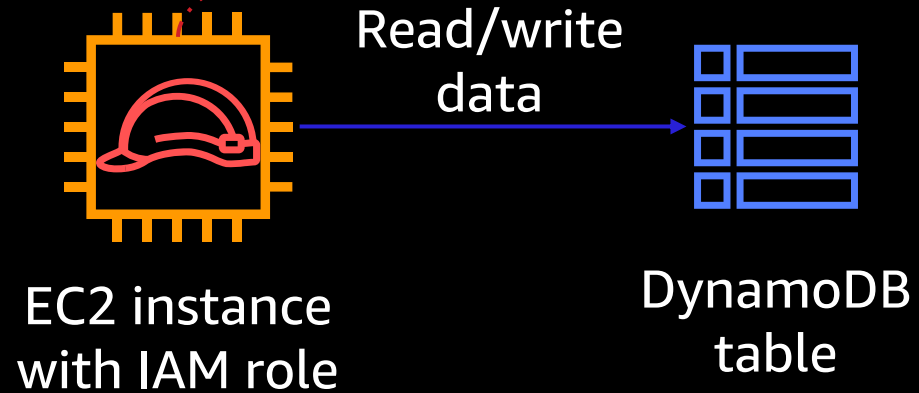 Read/write
data
EC2 instance
with IAM role
DynamoDB
table